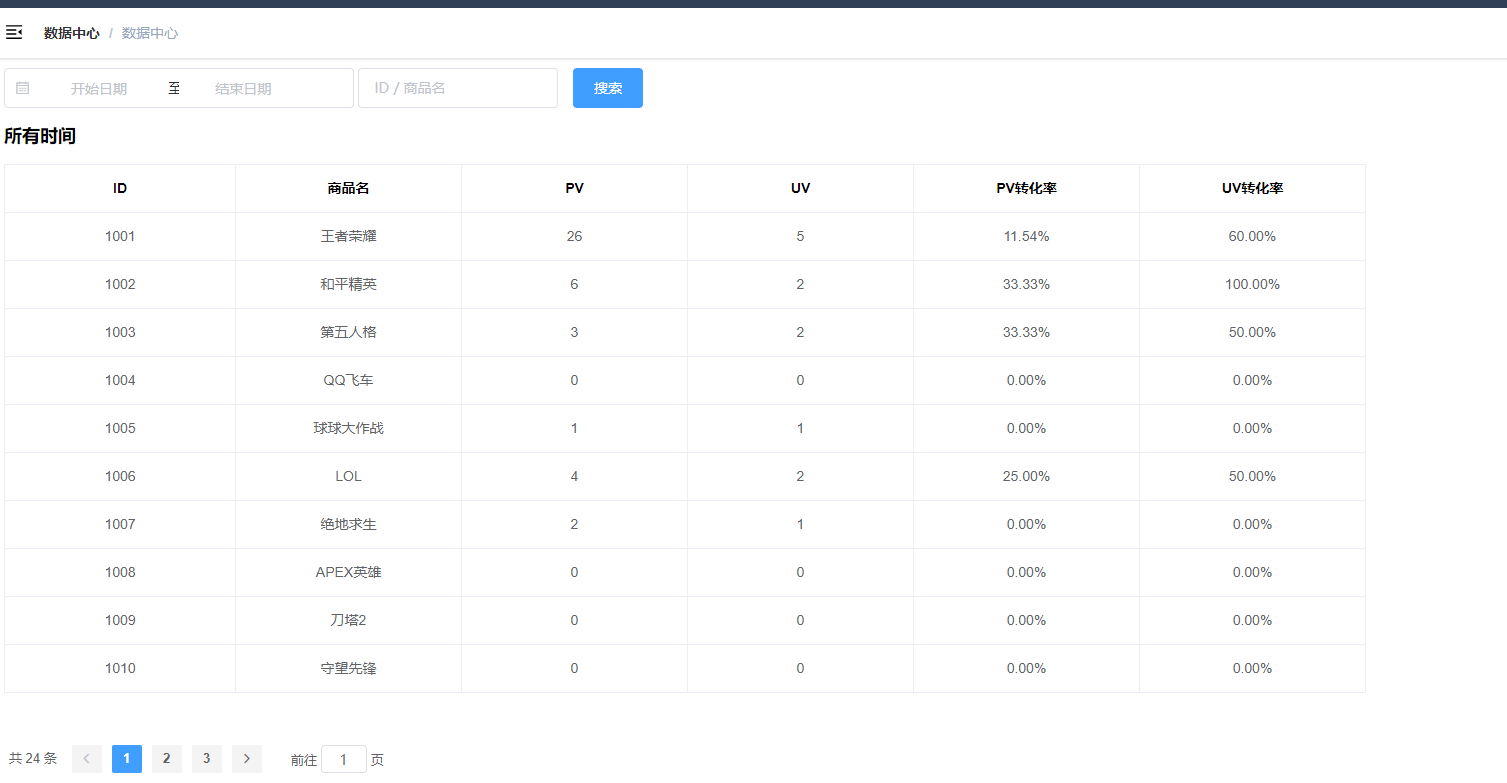 数据中心 / 数据中心
开始日期 至 结束日期 ID / 商品名 搜索
所有时间
ID 商品名 PV UV PV转化率 UV转化率
1001 王者荣耀 26 5 11.54% 60.00%
1002 和平精英 6 2 33.33% 100.00%
1003 第五人格 3 2 33.33% 50.00%
1004 QQ飞车 0 0 0.00% 0.00%
1005 球球大作战 1 1 0.00% 0.00%
1006 LOL 4 2 25.00% 50.00%
1007 绝地求生 2 1 0.00% 0.00%
1008 APEX英雄 0 0 0.00% 0.00%
1009 刀塔2 0 0 0.00% 0.00%
1010 守望先锋 0 0 0.00% 0.00%
共 24 条 1 2 3 前往 1 页